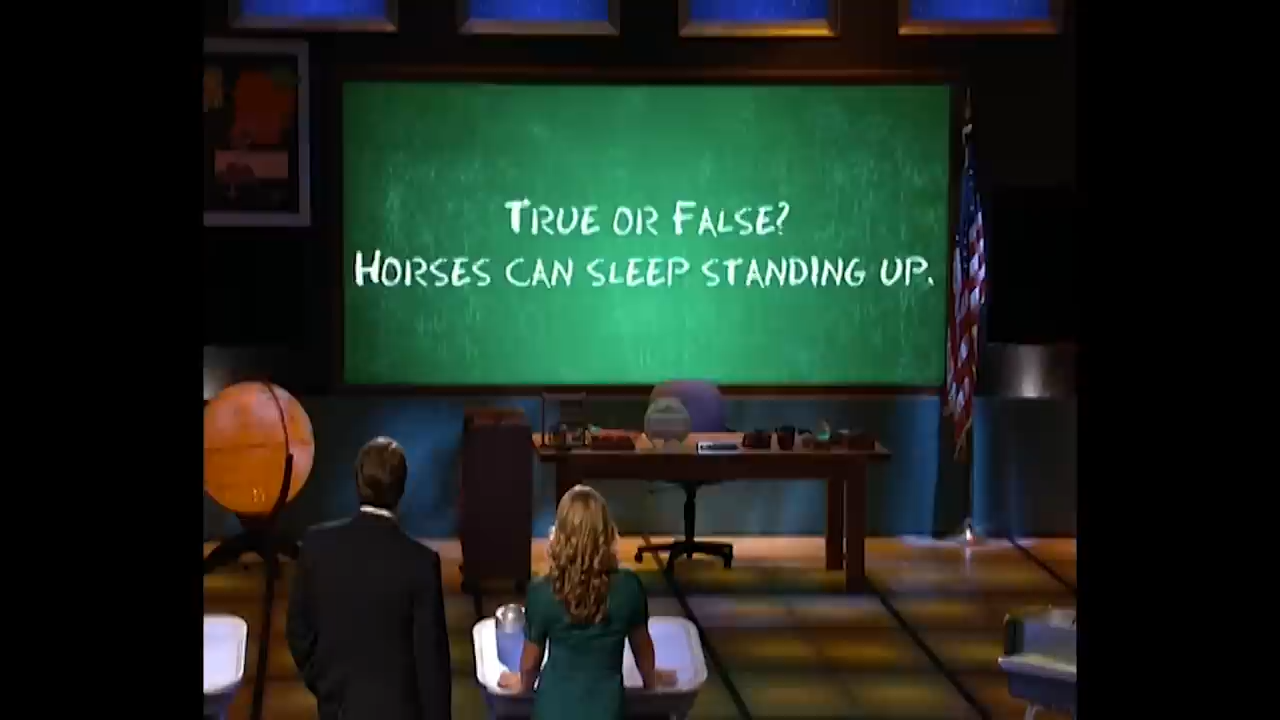 True or False?
Horses can sleep standing up.